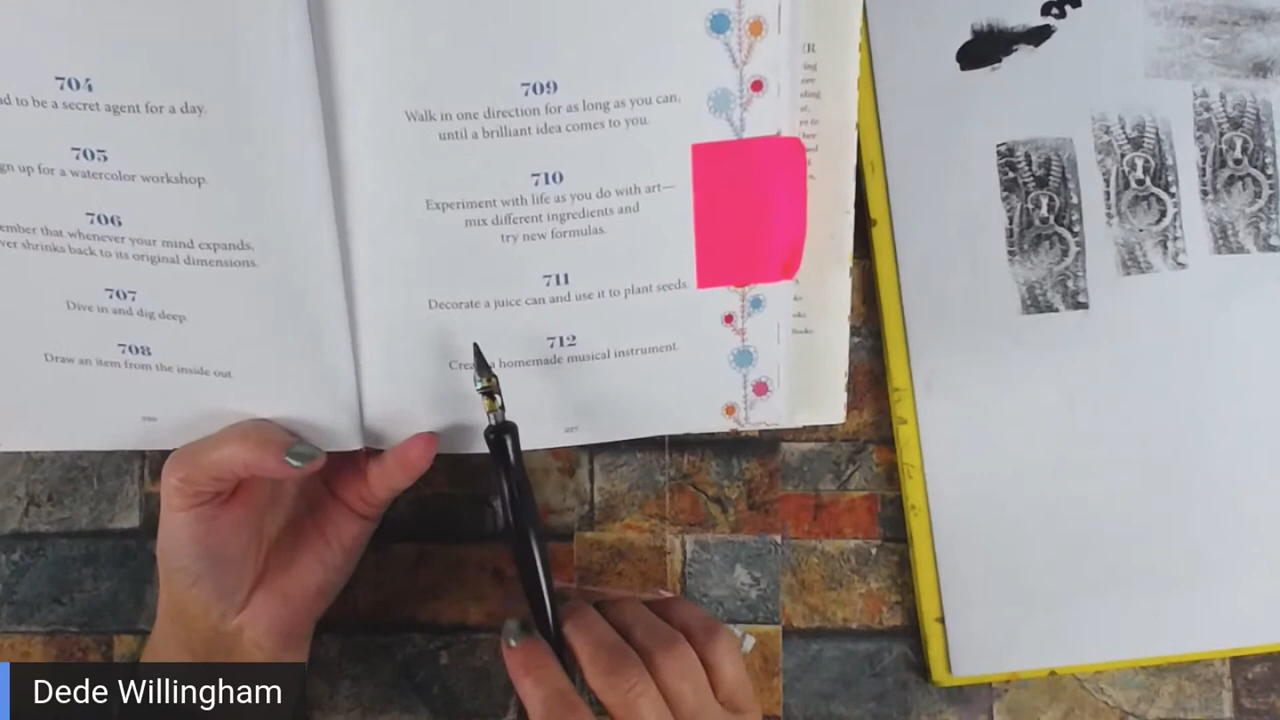 704
d to be a secret agent for a day.
705
gn up for a watercolor workshop.
706
ember that whenever your mind expands,
ver shrinks back to its original dimensions.
707
Dive in and dig deep.
708
Draw an item from the inside out.
709
Walk in one direction for as long as you can,
until a brilliant idea comes to you.
710
Experiment with life as you do with art—
mix different ingredients and
try new formulas.
711
Decorate a juice can and use it to plant seeds.
712
Crea a homemade musical instrument.
Dede Willingham